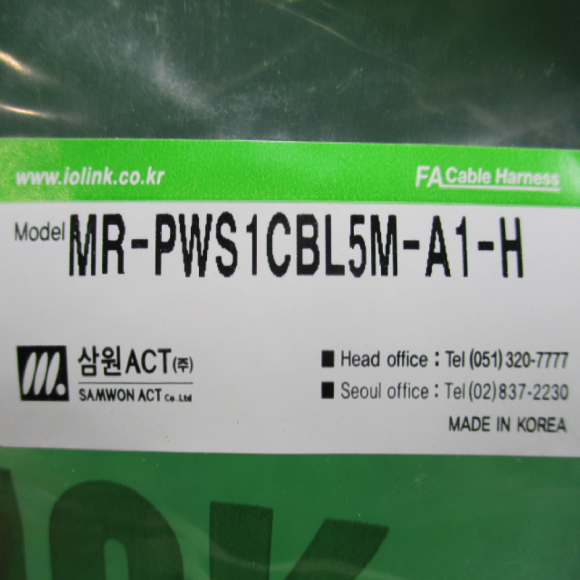 www.iolink.co.kr
FA Cable Harness
Model MR-PWS1CBL5M-A1-H
삼원ACT(주)
SAMWON ACT Co.,Ltd
■ Head office : Tel (051) 320-7777
■ Seoul office : Tel (02) 837-2230
MADE IN KOREA